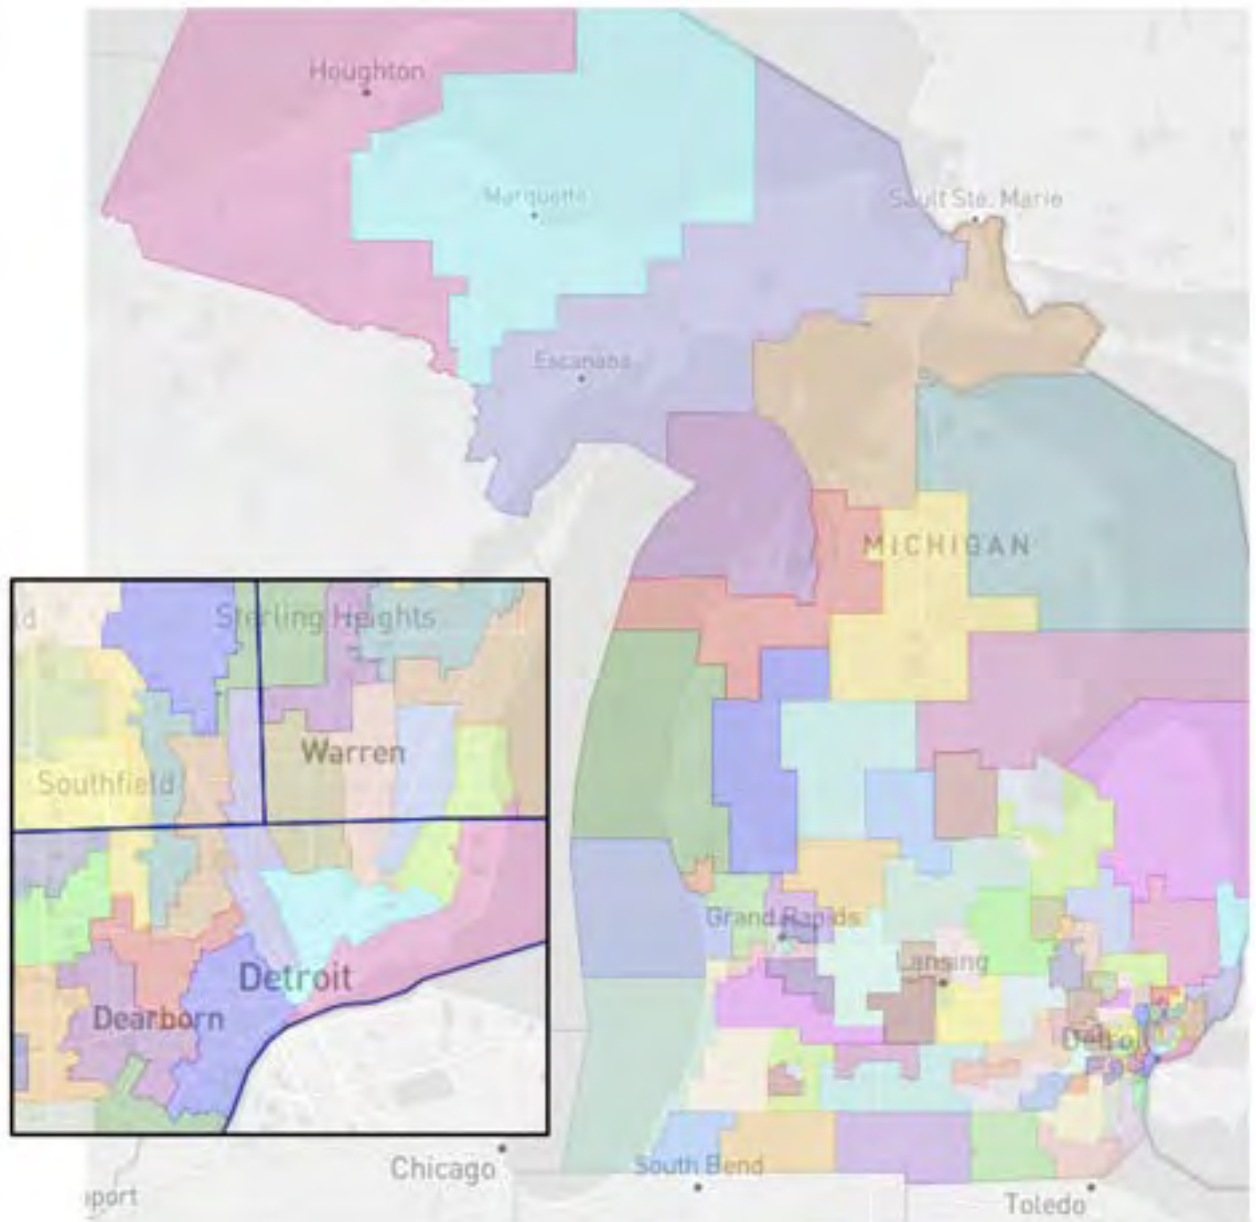 Houghton
Marquette
Sault Ste. Marie
Escanaba
MICHIGAN
Sterling Heights
Warren
Southfield
Grand Rapids
Lansing
Detroit
Dearborn
Chicago
South Bend
Toledo